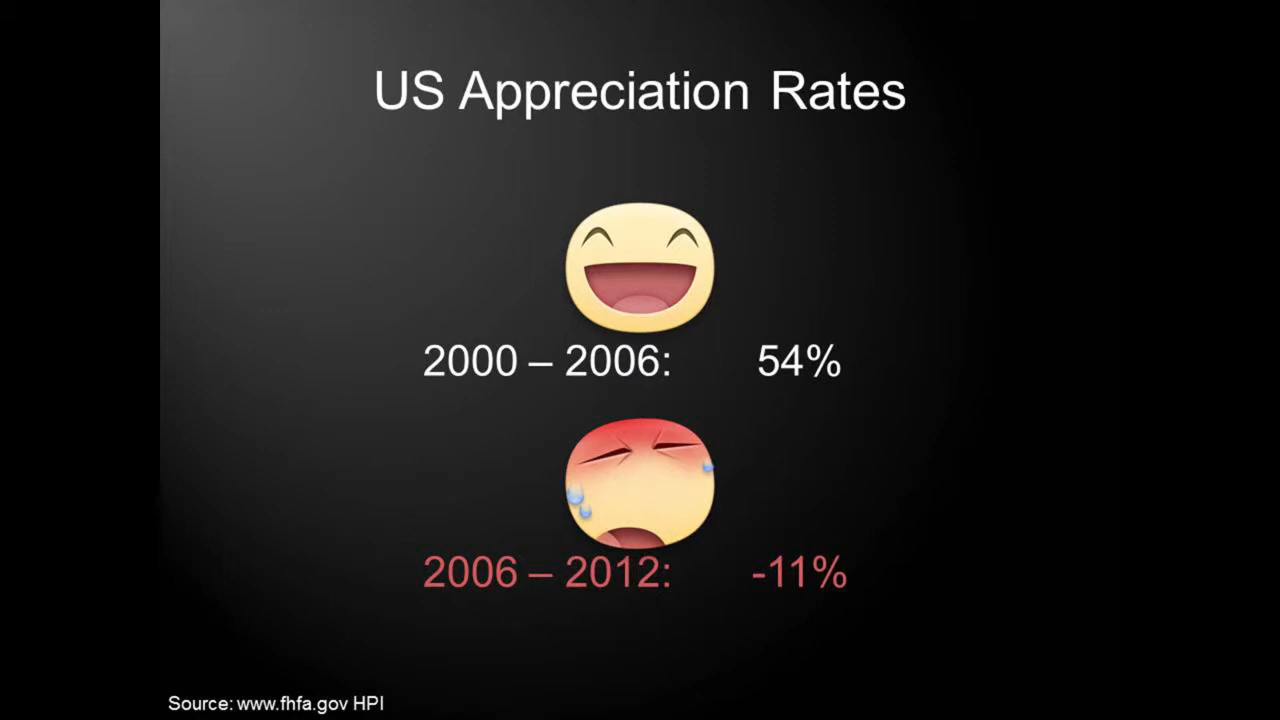 US Appreciation Rates
2000 – 2006: 54%
2006 – 2012: -11%
Source: www.fhfa.gov HPI